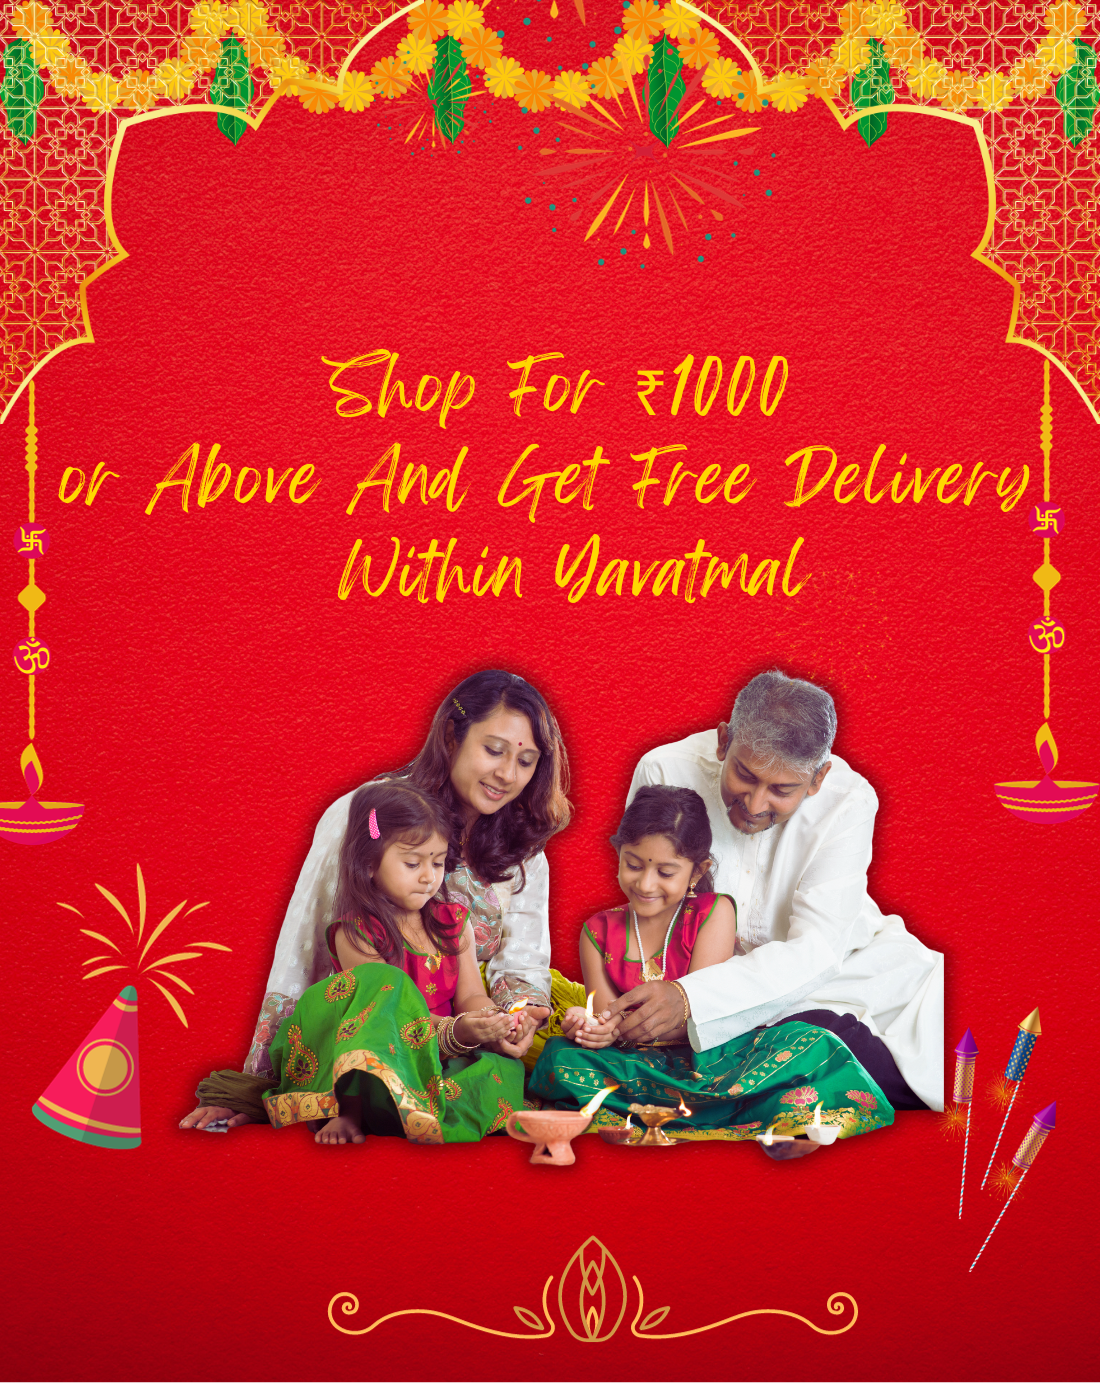 Shop For ₹1000
or Above And Get Free Delivery
Within Yavatmal
ॐ
ॐ